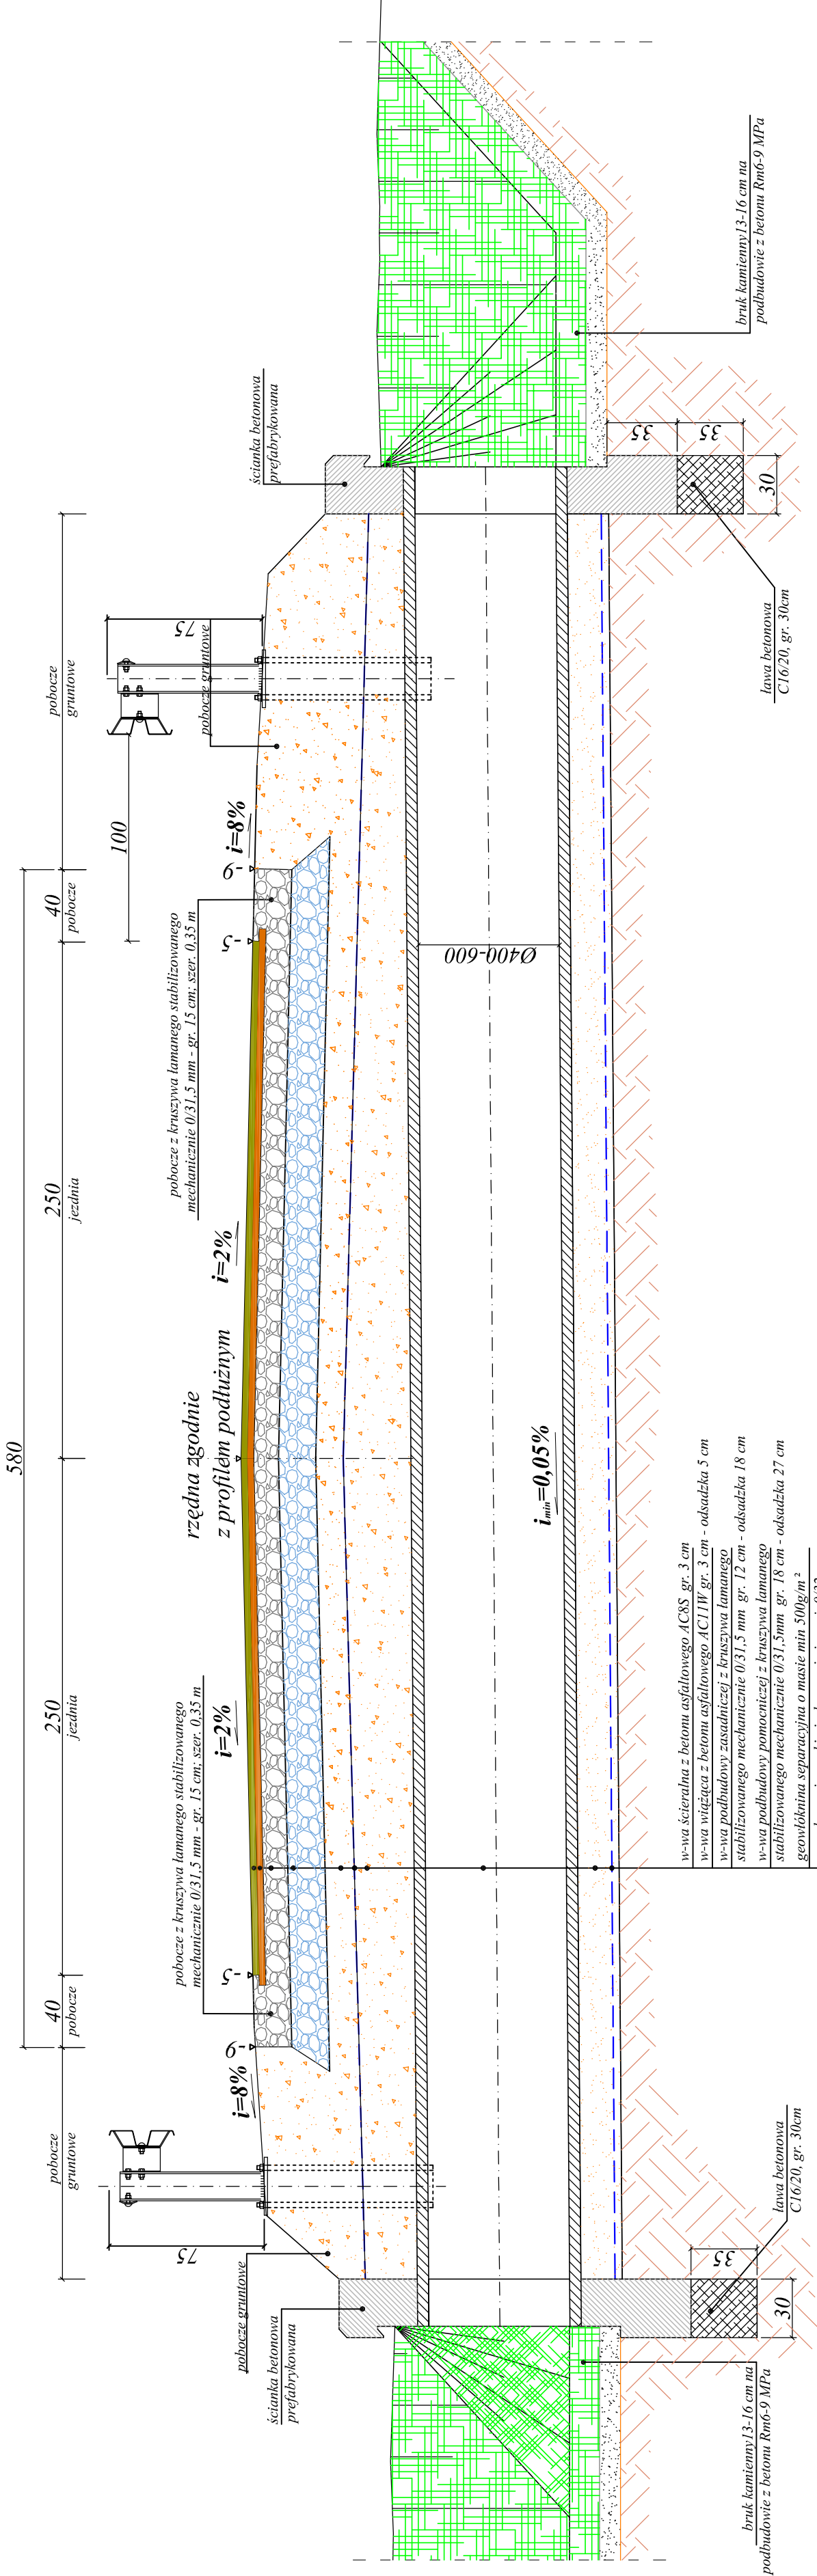 580
pobocze
gruntowe
40
pobocze
250
jezdnia
250
jezdnia
40
pobocze
pobocze
gruntowe
75
100
75
pobocze gruntowe
ścianka betonowa
prefabrykowana
i=8%
-9
-5
pobocze z kruszywa łamanego stabilizowanego
mechanicznie 0/31,5 mm - gr. 15 cm; szer. 0,35 m
i=2%
rzędna zgodnie
z profilem podłużnym
i=2%
pobocze z kruszywa łamanego stabilizowanego
mechanicznie 0/31,5 mm - gr. 15 cm; szer. 0,35 m
-5
-9
i=8%
pobocze gruntowe
ścianka betonowa
prefabrykowana
Ø400-600
imin=0,05%
bruk kamienny13-16 cm na
podbudowie z betonu Rm6-9 MPa
30
35
ława betonowa
C16/20, gr. 30cm
w-wa ścieralna z betonu asfaltowego AC8S gr. 3 cm
w-wa wiążąca z betonu asfaltowego AC11W gr. 3 cm - odsadzka 5 cm
w-wa podbudowy zasadniczej z kruszywa łamanego
stabilizowanego mechanicznie 0/31,5 mm gr. 12 cm - odsadzka 18 cm
w-wa podbudowy pomocniczej z kruszywa łamanego
stabilizowanego mechanicznie 0/31,5mm gr. 18 cm - odsadzka 27 cm
geowłóknina separacyjna o masie min 500g/m²
ława betonowa
C16/20, gr. 30cm
35
35
30
bruk kamienny13-16 cm na
podbudowie z betonu Rm6-9 MPa